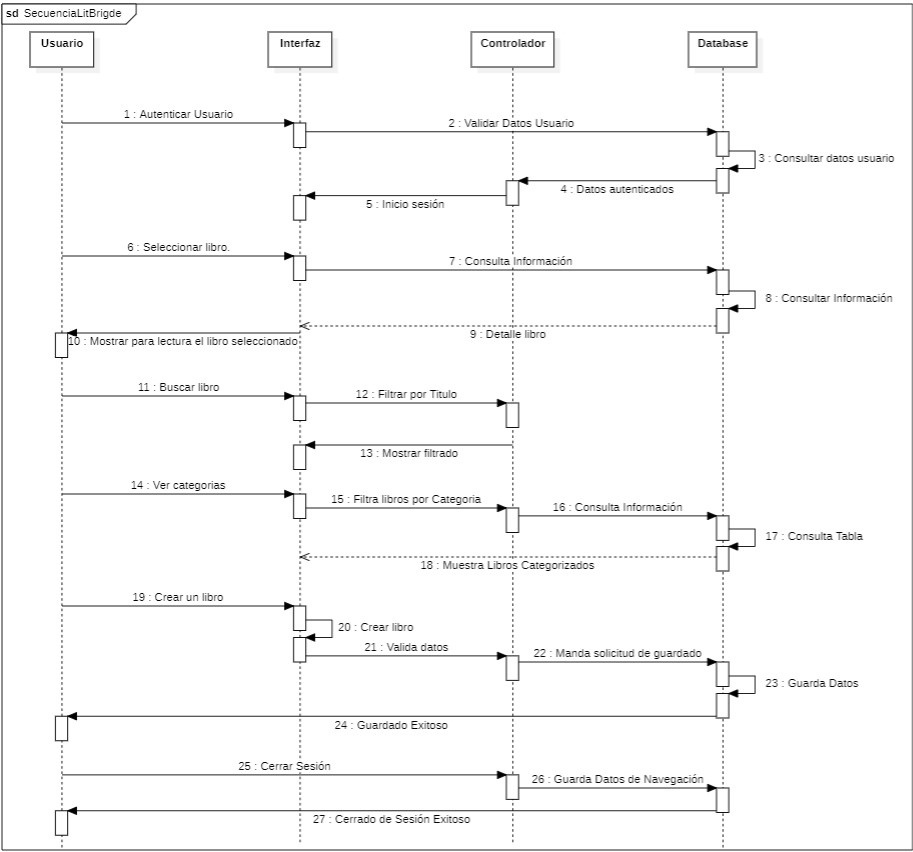 sd SecuenciaLitBrigde
Usuario
Interfaz
Controlador
Database
1 : Autenticar Usuario
2 : Validar Datos Usuario
3 : Consultar datos usuario
4 : Datos autenticados
5 : Inicio sesión
6 : Seleccionar libro.
7 : Consulta Información
8 : Consultar Información
9 : Detalle libro
10 : Mostrar para lectura el libro seleccionado
11 : Buscar libro
12 : Filtrar por Titulo
13 : Mostrar filtrado
14 : Ver categorias
15 : Filtra libros por Categoria
16 : Consulta Información
17 : Consulta Tabla
18 : Muestra Libros Categorizados
19 : Crear un libro
20 : Crear libro
21 : Valida datos
22 : Manda solicitud de guardado
23 : Guarda Datos
24 : Guardado Exitoso
25 : Cerrar Sesión
26 : Guarda Datos de Navegación
27 : Cerrado de Sesión Exitoso